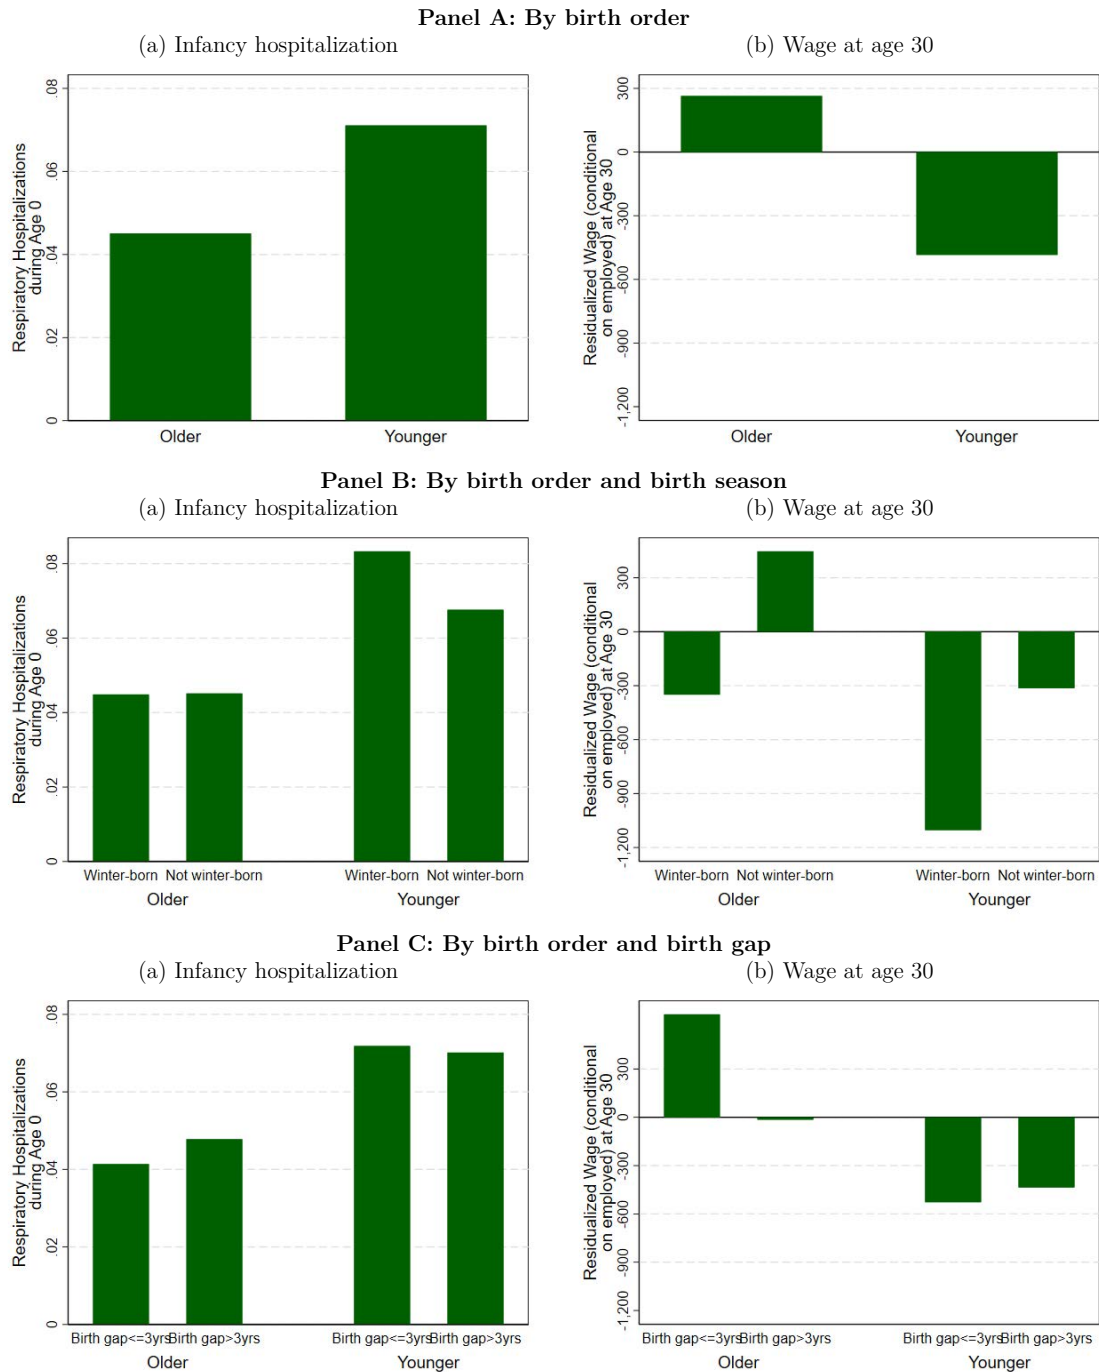 Panel A: By birth order
(a) Infancy hospitalization
Respiratory Hospitalizations
during Age 0
.08
.06
.04
.02
0
Older
Younger
(b) Wage at age 30
Residualized Wage (conditional
on employed) at Age 30
300
0
-300
-600
-900
-1,200
Older
Younger
Panel B: By birth order and birth season
(a) Infancy hospitalization
Respiratory Hospitalizations
during Age 0
.08
.06
.04
.02
0
Winter-born Not winter-born Winter-born Not winter-born
Older
Younger
(b) Wage at age 30
Residualized Wage (conditional
on employed) at Age 30
300
0
-300
-600
-900
-1,200
Winter-born Not winter-born Winter-born Not winter-born
Older
Younger
Panel C: By birth order and birth gap
(a) Infancy hospitalization
Respiratory Hospitalizations
during Age 0
.08
.06
.04
.02
0
Birth gap<=3yrs Birth gap>3yrs Birth gap<=3yrs Birth gap>3yrs
Older
Younger
(b) Wage at age 30
Residualized Wage (conditional
on employed) at Age 30
300
0
-300
-600
-900
-1,200
Birth gap<=3yrs Birth gap>3yrs Birth gap<=3yrs Birth gap>3yrs
Older
Younger